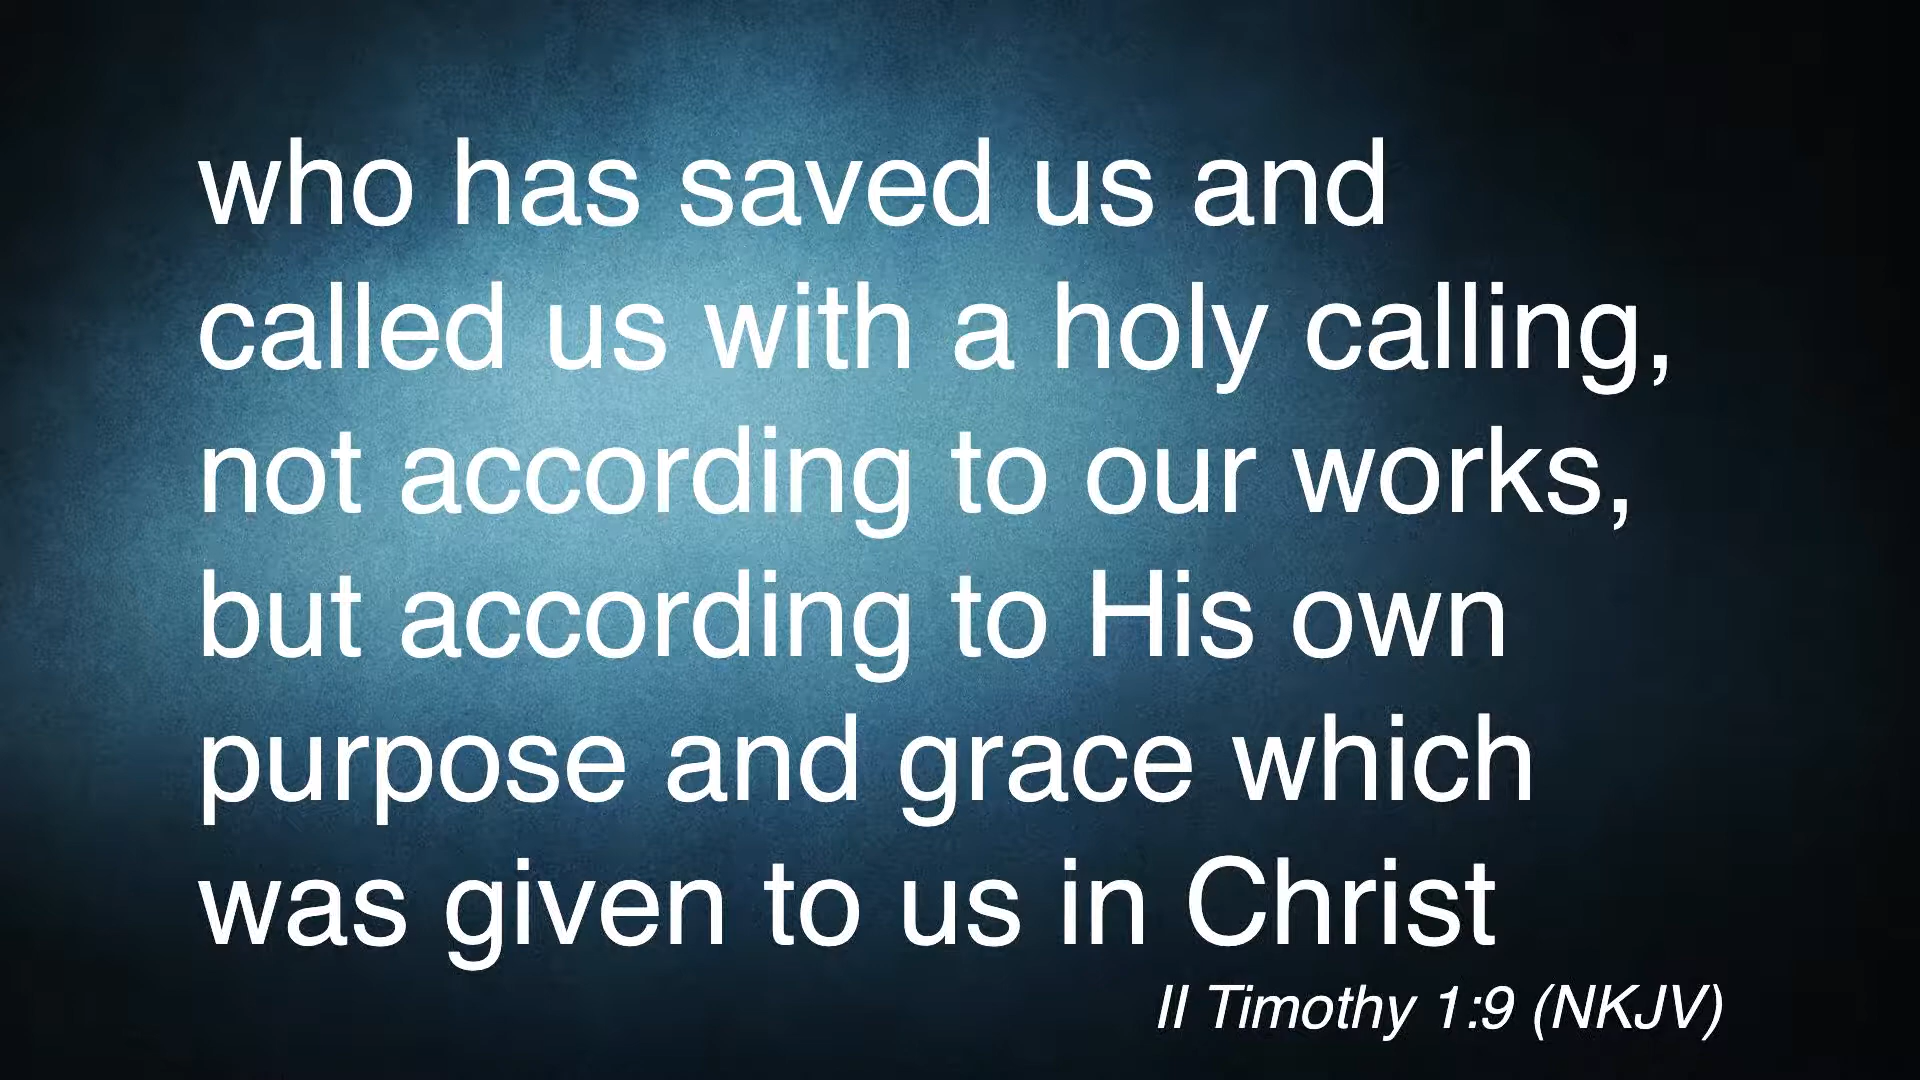 who has saved us and
called us with a holy calling,
not according to our works,
but according to His own
purpose and grace which
was given to us in Christ
II Timothy 1:9 (NKJV)